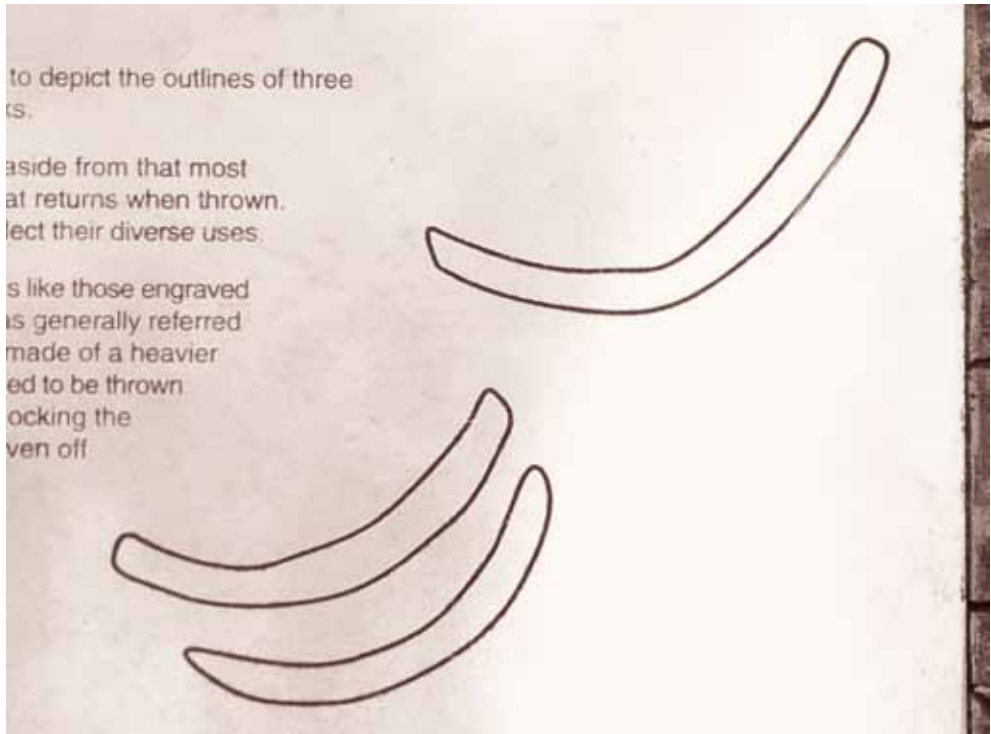 to depict the outlines of three
ks.
aside from that most
at returns when thrown.
lect their diverse uses.
s like those engraved
as generally referred
made of a heavier
ed to be thrown
ocking the
ven off